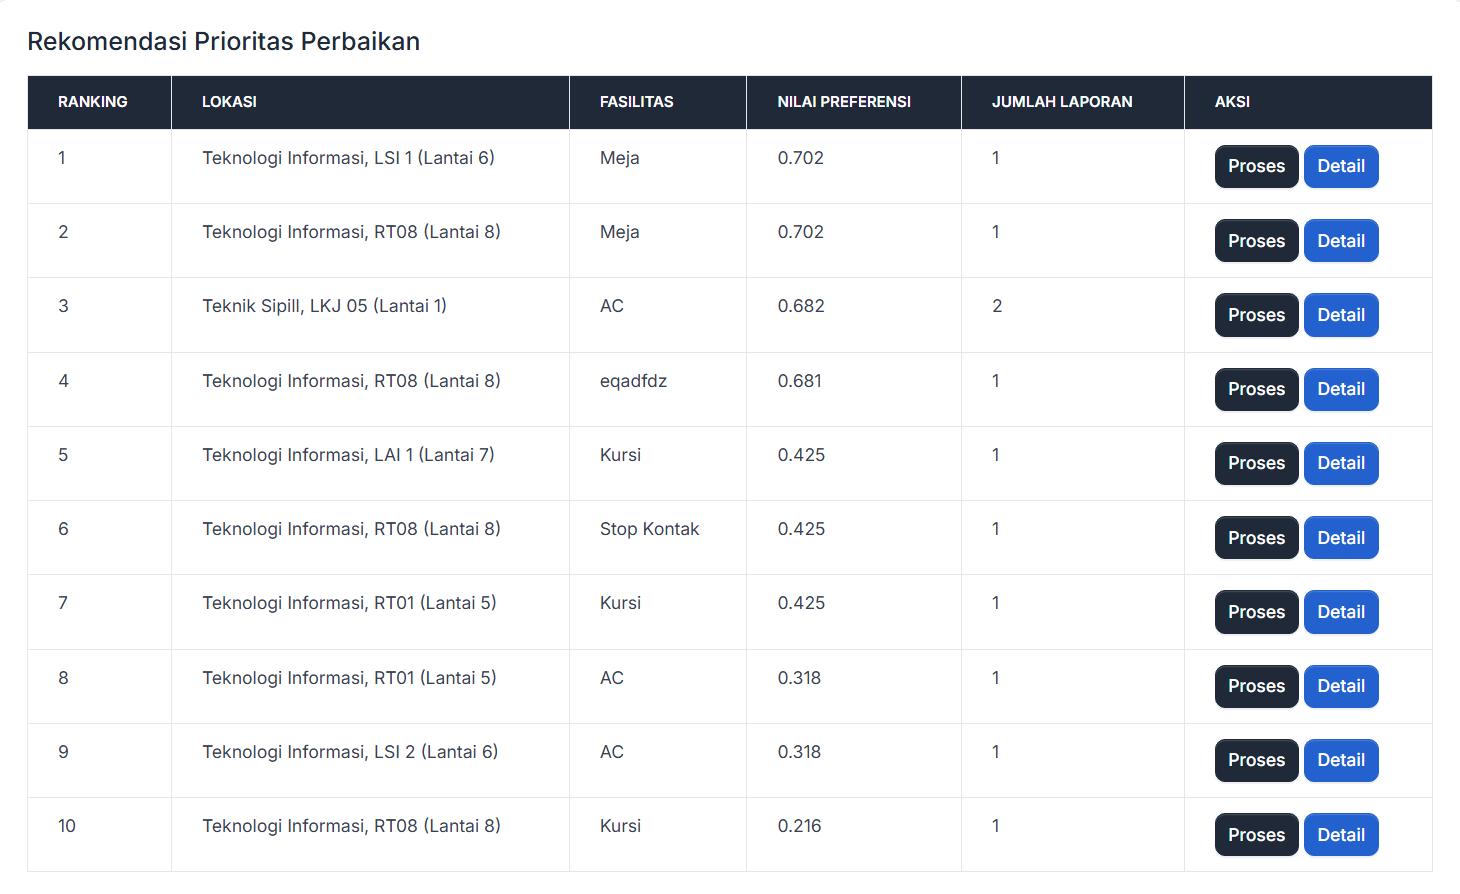 Rekomendasi Prioritas Perbaikan
RANKING LOKASI FASILITAS NILAI PREFERENSI JUMLAH LAPORAN AKSI
1 Teknologi Informasi, LSI 1 (Lantai 6) Meja 0.702 1 Proses Detail
2 Teknologi Informasi, RT08 (Lantai 8) Meja 0.702 1 Proses Detail
3 Teknik Sipill, LKJ 05 (Lantai 1) AC 0.682 2 Proses Detail
4 Teknologi Informasi, RT08 (Lantai 8) eqadfdz 0.681 1 Proses Detail
5 Teknologi Informasi, LAI 1 (Lantai 7) Kursi 0.425 1 Proses Detail
6 Teknologi Informasi, RT08 (Lantai 8) Stop Kontak 0.425 1 Proses Detail
7 Teknologi Informasi, RT01 (Lantai 5) Kursi 0.425 1 Proses Detail
8 Teknologi Informasi, RT01 (Lantai 5) AC 0.318 1 Proses Detail
9 Teknologi Informasi, LSI 2 (Lantai 6) AC 0.318 1 Proses Detail
10 Teknologi Informasi, RT08 (Lantai 8) Kursi 0.216 1 Proses Detail